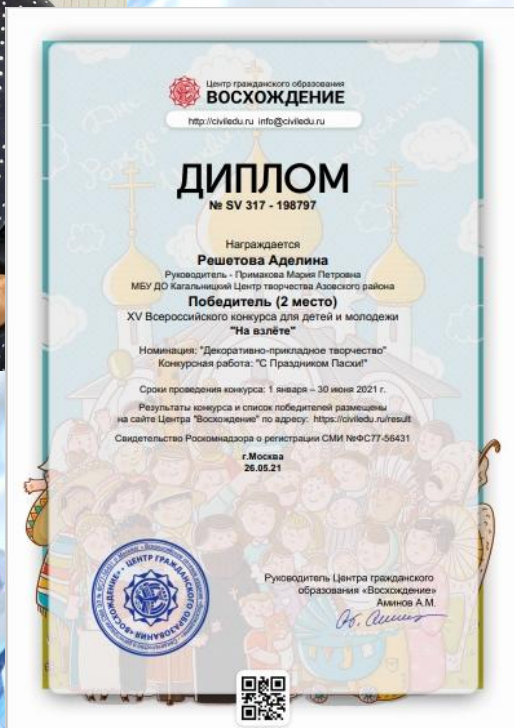 Центр гражданского образования
ВОСХОЖДЕНИЕ
http://civiledu.ru info@civiledu.ru
ДИПЛОМ
№ SV 317 - 198797
Награждается
Решетова Аделина
Руководитель - Примакова Мария Петровна
МБУ ДО Кагальницкий Центр творчества Азовского района
Победитель (2 место)
XV Всероссийского конкурса для детей и молодежи
"На взлёте"
Номинация: "Декоративно-прикладное творчество"
Конкурсная работа: "С Праздником Пасхи!"
Сроки проведения конкурса: 1 января – 30 июня 2021 г.
Результаты конкурса и список победителей размещены
на сайте Центра "Восхождение" по адресу: https://civiledu.ru/result
Свидетельство Роскомнадзора о регистрации СМИ №ФС77-56431
г.Москва
26.05.21
ЦЕНТР ГРАЖДАНСКОГО ОБРАЗОВАНИЯ «ВОСХОЖДЕНИЕ»
Руководитель Центра гражданского
образования «Восхождение»
Аминов А.М.